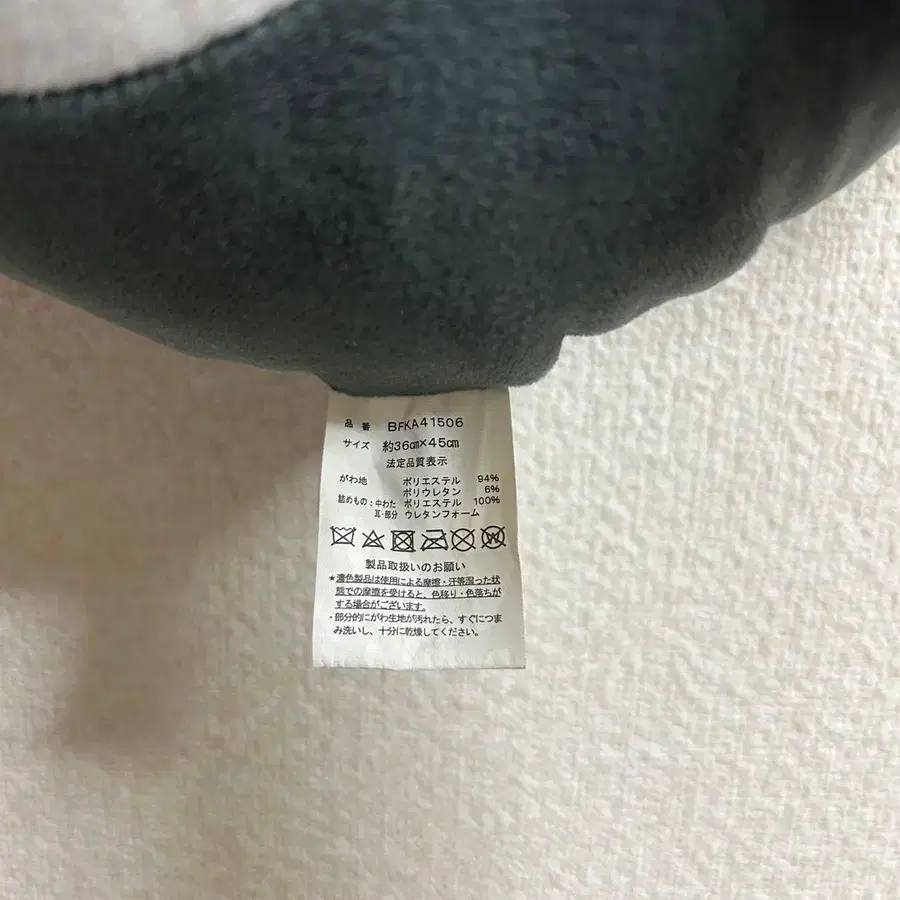 品番 BFKA41506
サイズ 約36cm×45cm
法定品質表示
がわ地 ポリエステル 94%
ポリウレタン 6%
詰めもの:中わた ポリエステル 100%
耳・部分 ウレタンフォーム
製品取扱いのお願い
★濃色製品は使用による摩擦・汗等湿った状
態での摩擦を受けると、色移り・色落ちが
する場合がございます。
・部分的にがわ生地が汚れたら、すぐにつま
み洗いし、十分に乾燥してください。